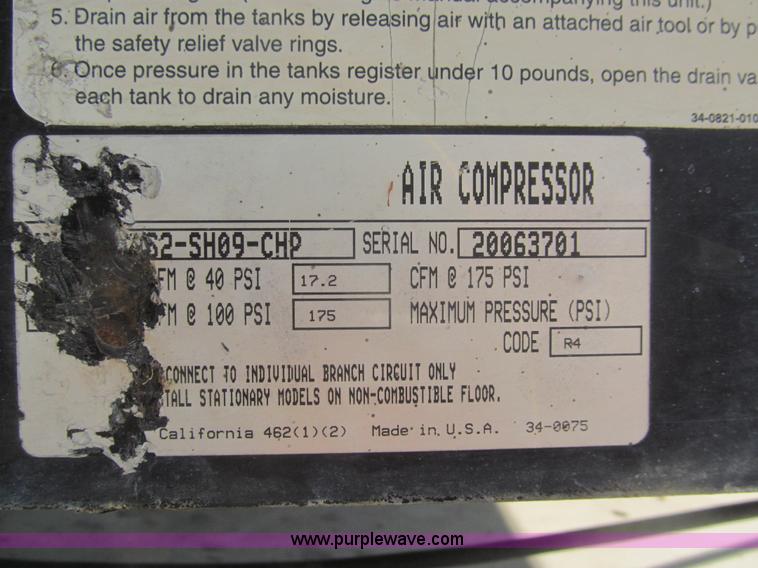 5. Drain air from the tanks by releasing air with an attached air tool or by
the safety relief valve rings.
6. Once pressure in the tanks register under 10 pounds, open the drain
each tank to drain any moisture.
34-0821-010
AIR COMPRESSOR
S2-SH09-CHP SERIAL NO. 20063701
@ 40 PSI 17.2 CFM @ 175 PSI
@ 100 PSI 175 MAXIMUM PRESSURE (PSI)
CODE R4
CONNECT TO INDIVIDUAL BRANCH CIRCUIT ONLY
STATIONARY MODELS ON NON-COMBUSTIBLE FLOOR.
California 462(1)(2) Made in U.S.A. 34-0075
www.purplewave.com